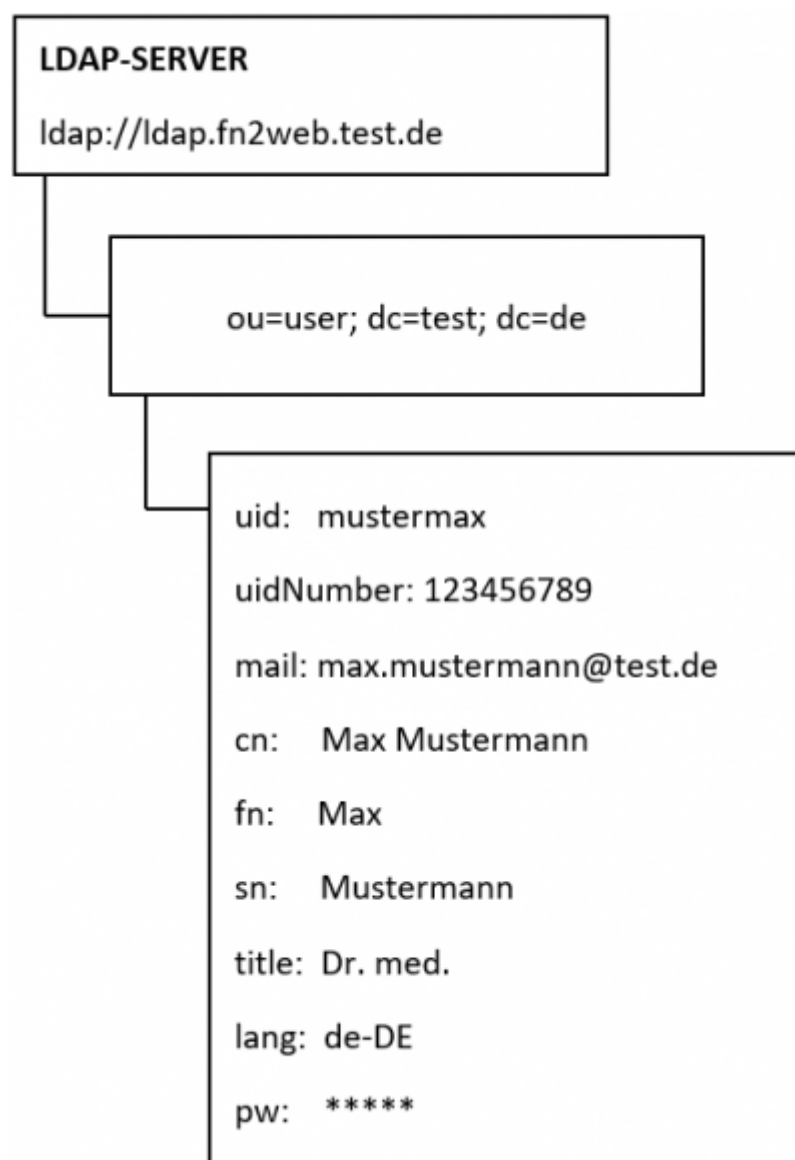 LDAP-SERVER
ldap://ldap.fn2web.test.de
ou=user; dc=test; dc=de
uid: mustermax
uidNumber: 123456789
mail: max.mustermann@test.de
cn: Max Mustermann
fn: Max
sn: Mustermann
title: Dr. med.
lang: de-DE
pw: *****